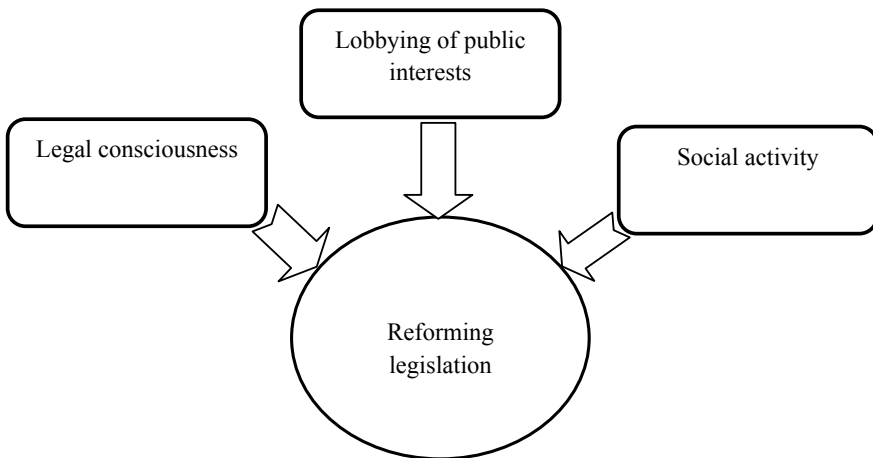 Lobbying of public
interests
Legal consciousness
Social activity
Reforming
legislation